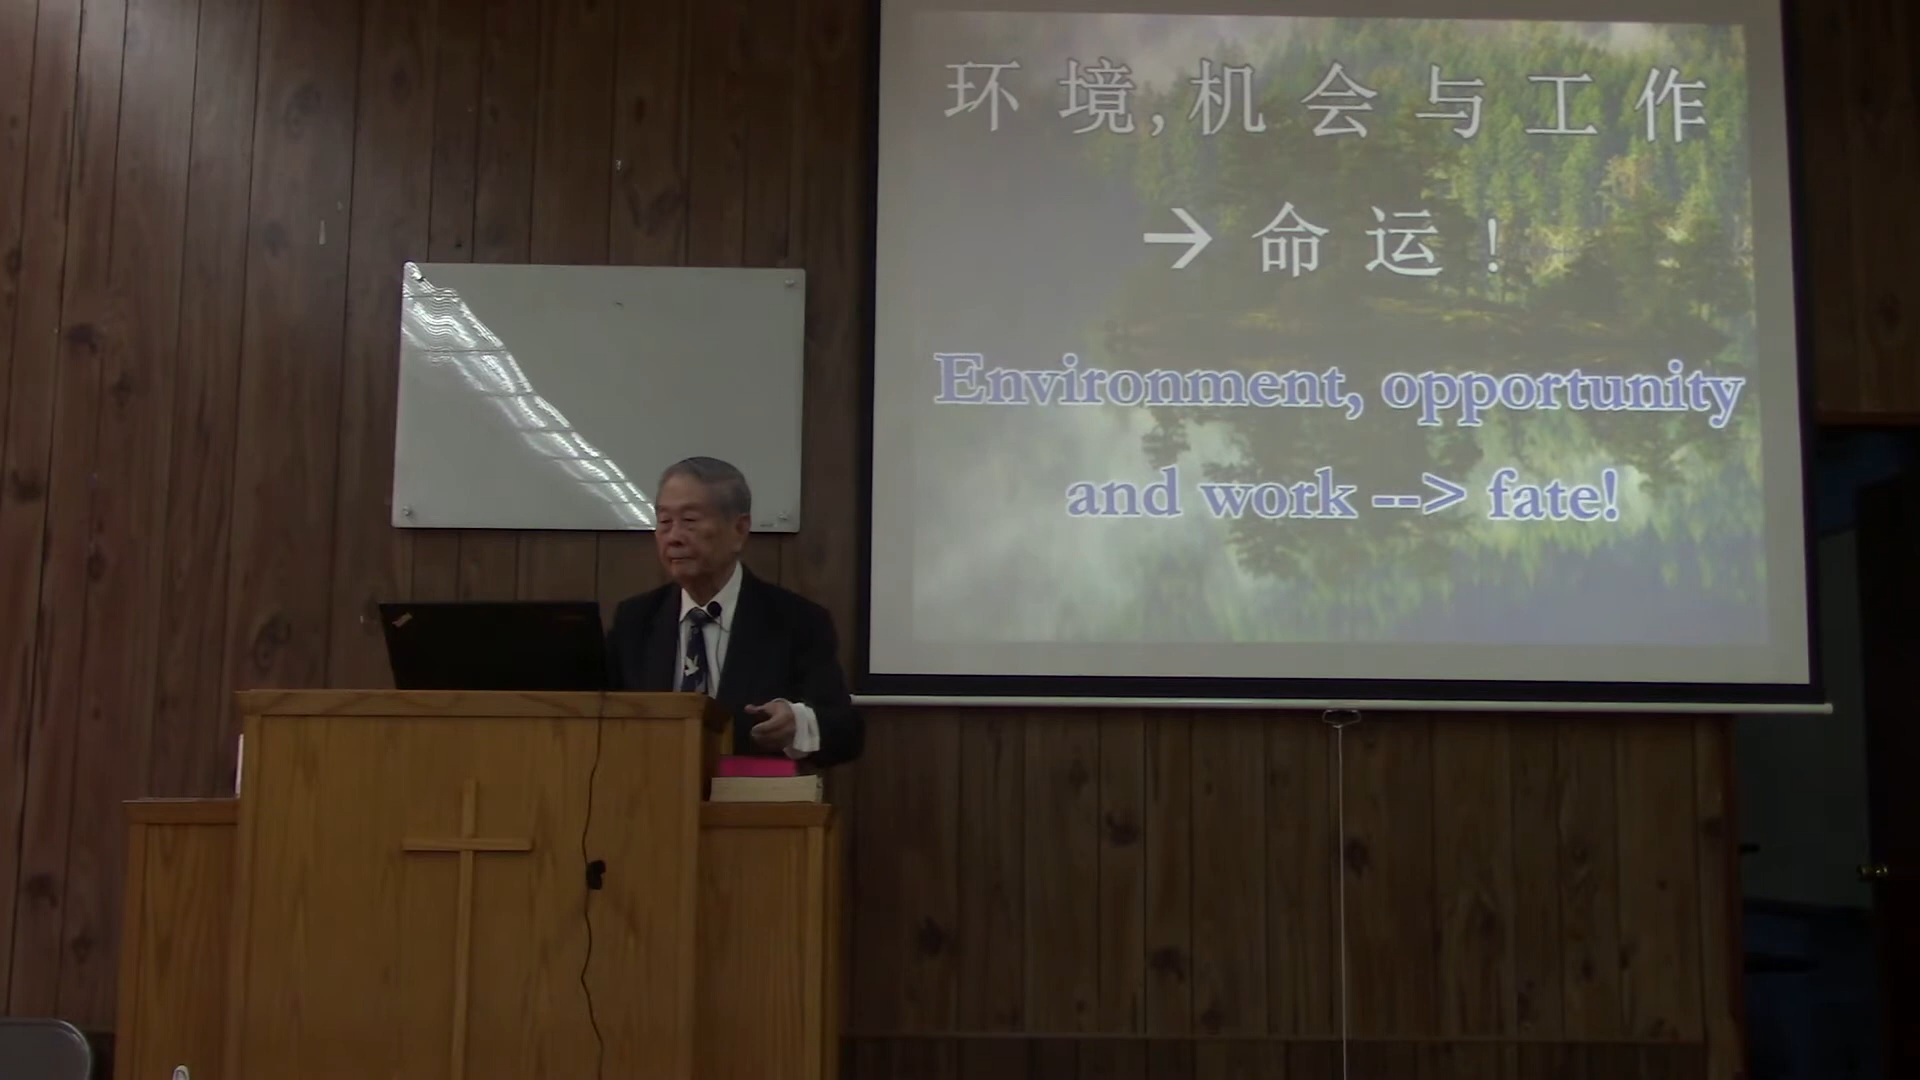 环境,机会与工作
→命运!
Environment, opportunity
and work --> fate!